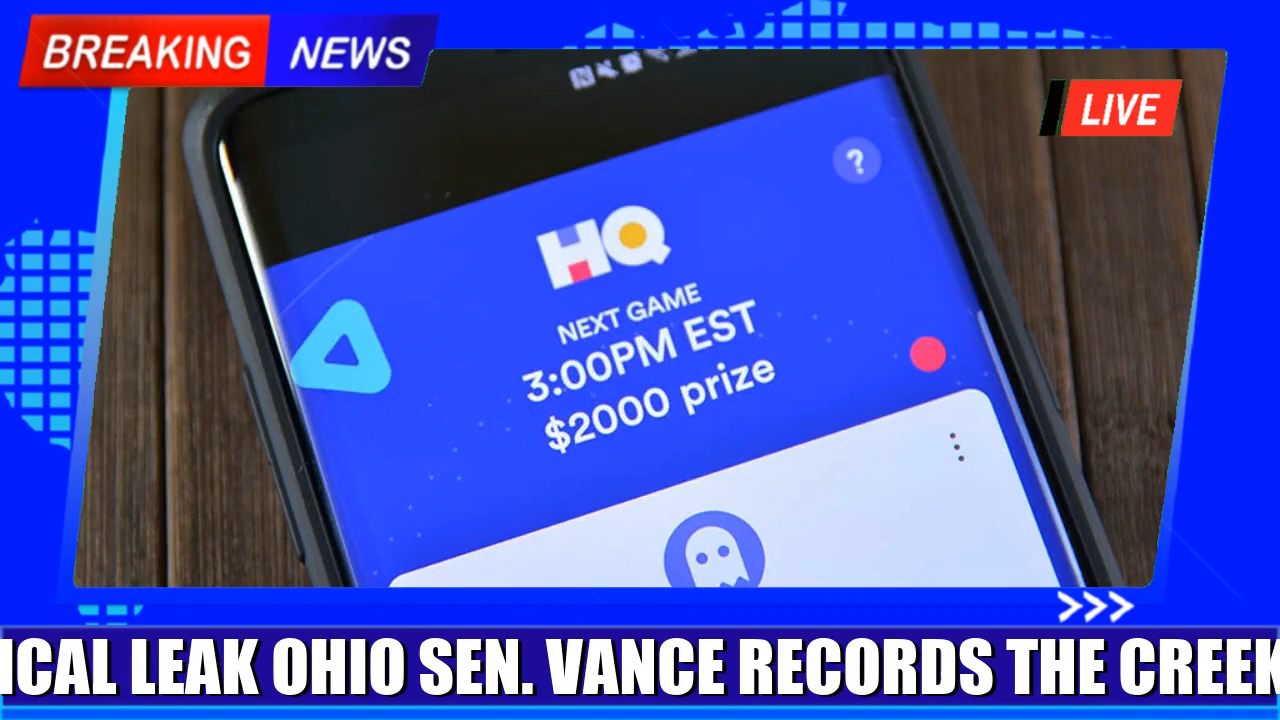 BREAKING NEWS
LIVE
?
HQ
NEXT GAME
3:00PM EST
$2000 prize
>>>
ICAL LEAK OHIO SEN. VANCE RECORDS THE CREEK